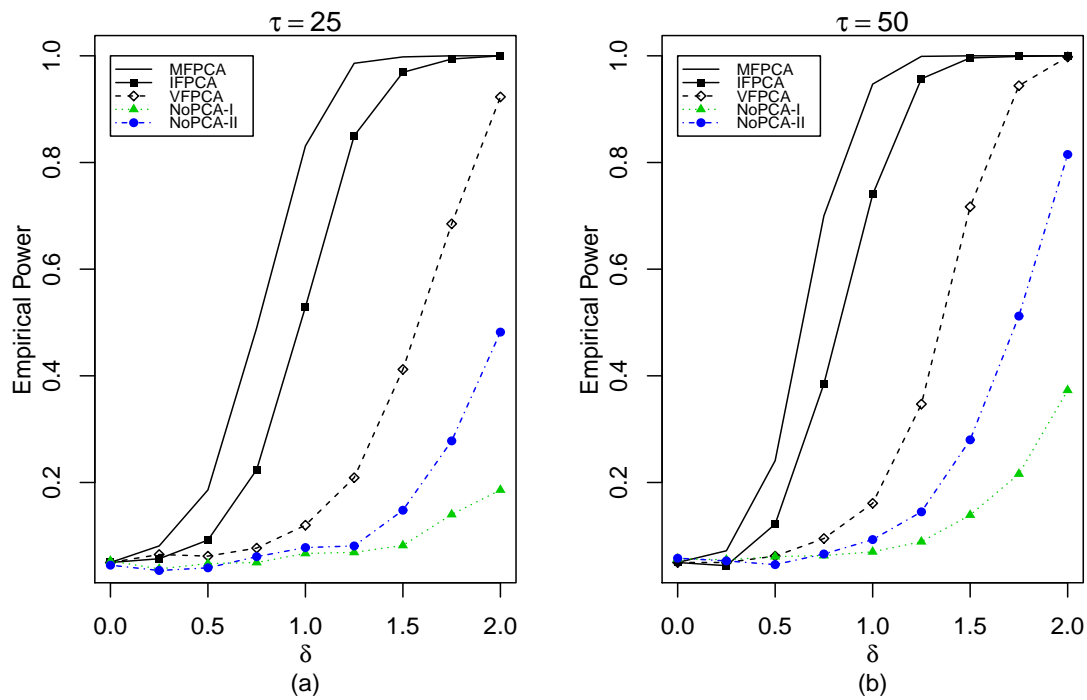 τ = 25
MFPCA
IFPCA
VFPCA
NoPCA-I
NoPCA-II
Empirical Power
1.0
0.8
0.6
0.4
0.2
0.0 0.5 1.0 1.5 2.0
δ
(a)
τ = 50
MFPCA
IFPCA
VFPCA
NoPCA-I
NoPCA-II
Empirical Power
1.0
0.8
0.6
0.4
0.2
0.0 0.5 1.0 1.5 2.0
δ
(b)